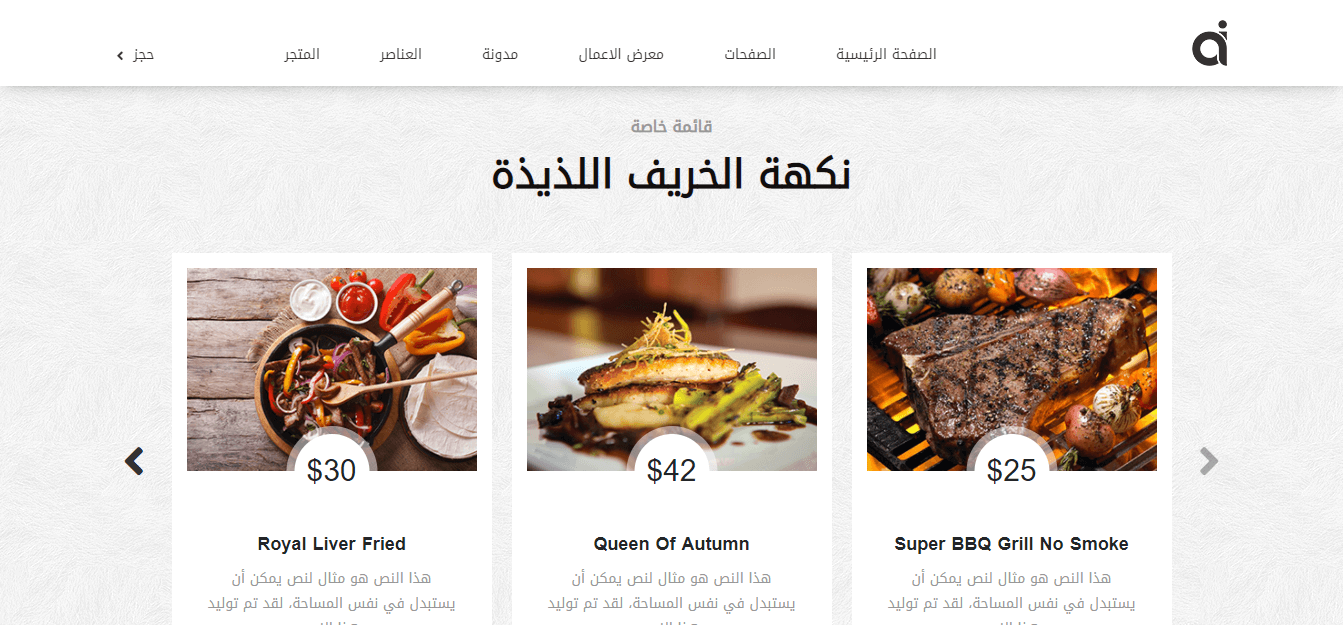 الصفحة الرئيسية
الصفحات
معرض الاعمال
مدونة
العناصر
المتجر
حجز
قائمة خاصة
نكهة الخريف اللذيذة
$25
Super BBQ Grill No Smoke
هذا النص هو مثال لنص يمكن أن
يستبدل في نفس المساحة، لقد تم توليد
$42
Queen Of Autumn
هذا النص هو مثال لنص يمكن أن
يستبدل في نفس المساحة، لقد تم توليد
$30
Royal Liver Fried
هذا النص هو مثال لنص يمكن أن
يستبدل في نفس المساحة، لقد تم توليد